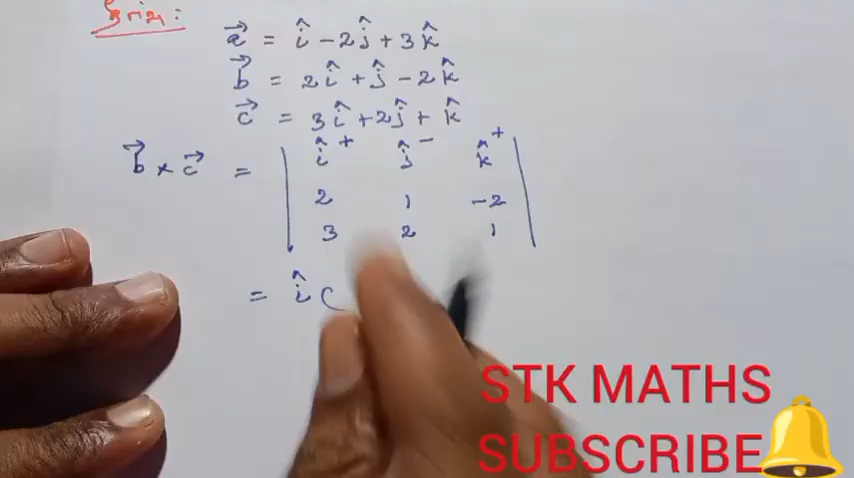 a⃗ = î - 2ĵ + 3k̂
b⃗ = 2î + ĵ - 2k̂
c⃗ = 3î + 2ĵ + k̂
b⃗ × c⃗ = | î⁺ ĵ⁻ k̂⁺ |
2 1 -2
3 2 1
= î (
STK MATHS
SUBSCRIBE